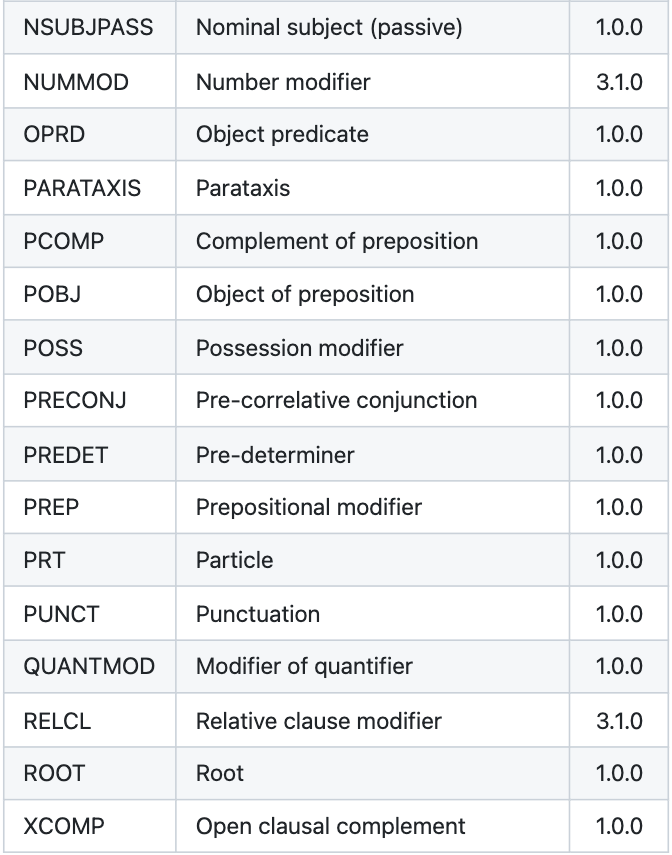 NSUBJPASS Nominal subject (passive) 1.0.0
NUMMOD Number modifier 3.1.0
OPRD Object predicate 1.0.0
PARATAXIS Parataxis 1.0.0
PCOMP Complement of preposition 1.0.0
POBJ Object of preposition 1.0.0
POSS Possession modifier 1.0.0
PRECONJ Pre-correlative conjunction 1.0.0
PREDET Pre-determiner 1.0.0
PREP Prepositional modifier 1.0.0
PRT Particle 1.0.0
PUNCT Punctuation 1.0.0
QUANTMOD Modifier of quantifier 1.0.0
RELCL Relative clause modifier 3.1.0
ROOT Root 1.0.0
XCOMP Open clausal complement 1.0.0